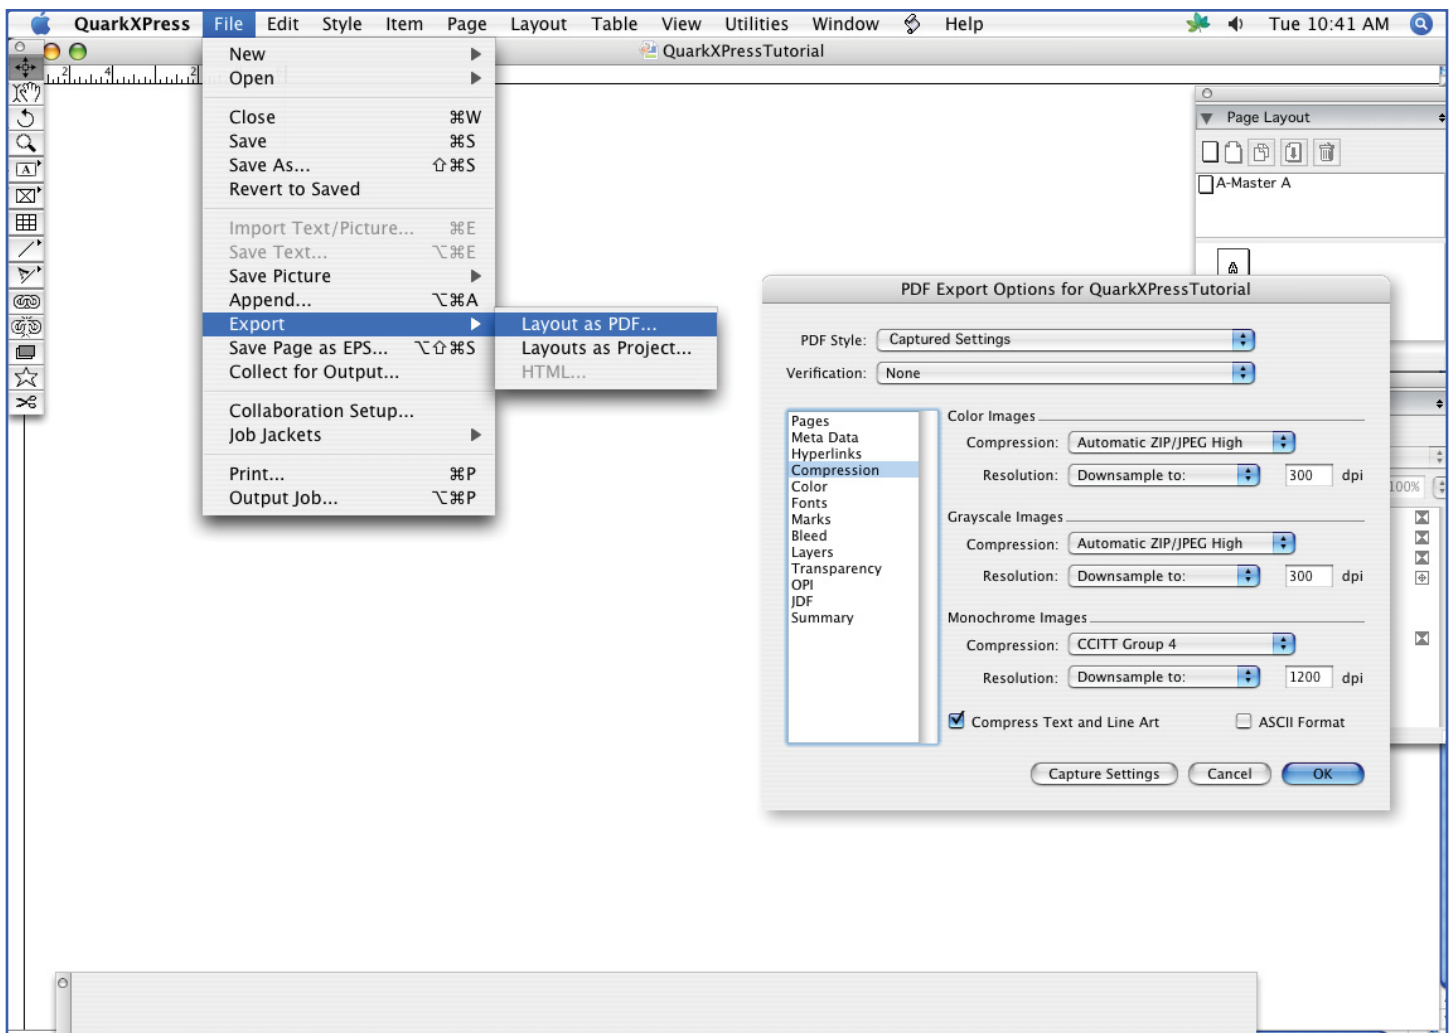 QuarkXPress File Edit Style Item Page Layout Table View Utilities Window Help Tue 10:41 AM
QuarkXPressTutorial
2 4 2
New
Open
Close ⌘W
Save ⌘S
Save As... ⇧⌘S
Revert to Saved
Import Text/Picture... ⌘E
Save Text... ⌥⌘E
Save Picture
Append... ⌥⌘A
Export
Save Page as EPS... ⌥⇧⌘S
Collect for Output...
Collaboration Setup...
Job Jackets
Print... ⌘P
Output Job... ⌥⌘P
Layout as PDF...
Layouts as Project...
HTML...
Page Layout
A-Master A
A
PDF Export Options for QuarkXPressTutorial
PDF Style: Captured Settings
Verification: None
Pages
Meta Data
Hyperlinks
Compression
Color
Fonts
Marks
Bleed
Layers
Transparency
OPI
JDF
Summary
Color Images
Compression: Automatic ZIP/JPEG High
Resolution: Downsample to: 300 dpi
Grayscale Images
Compression: Automatic ZIP/JPEG High
Resolution: Downsample to: 300 dpi
Monochrome Images
Compression: CCITT Group 4
Resolution: Downsample to: 1200 dpi
Compress Text and Line Art ASCII Format
Capture Settings Cancel OK
100%